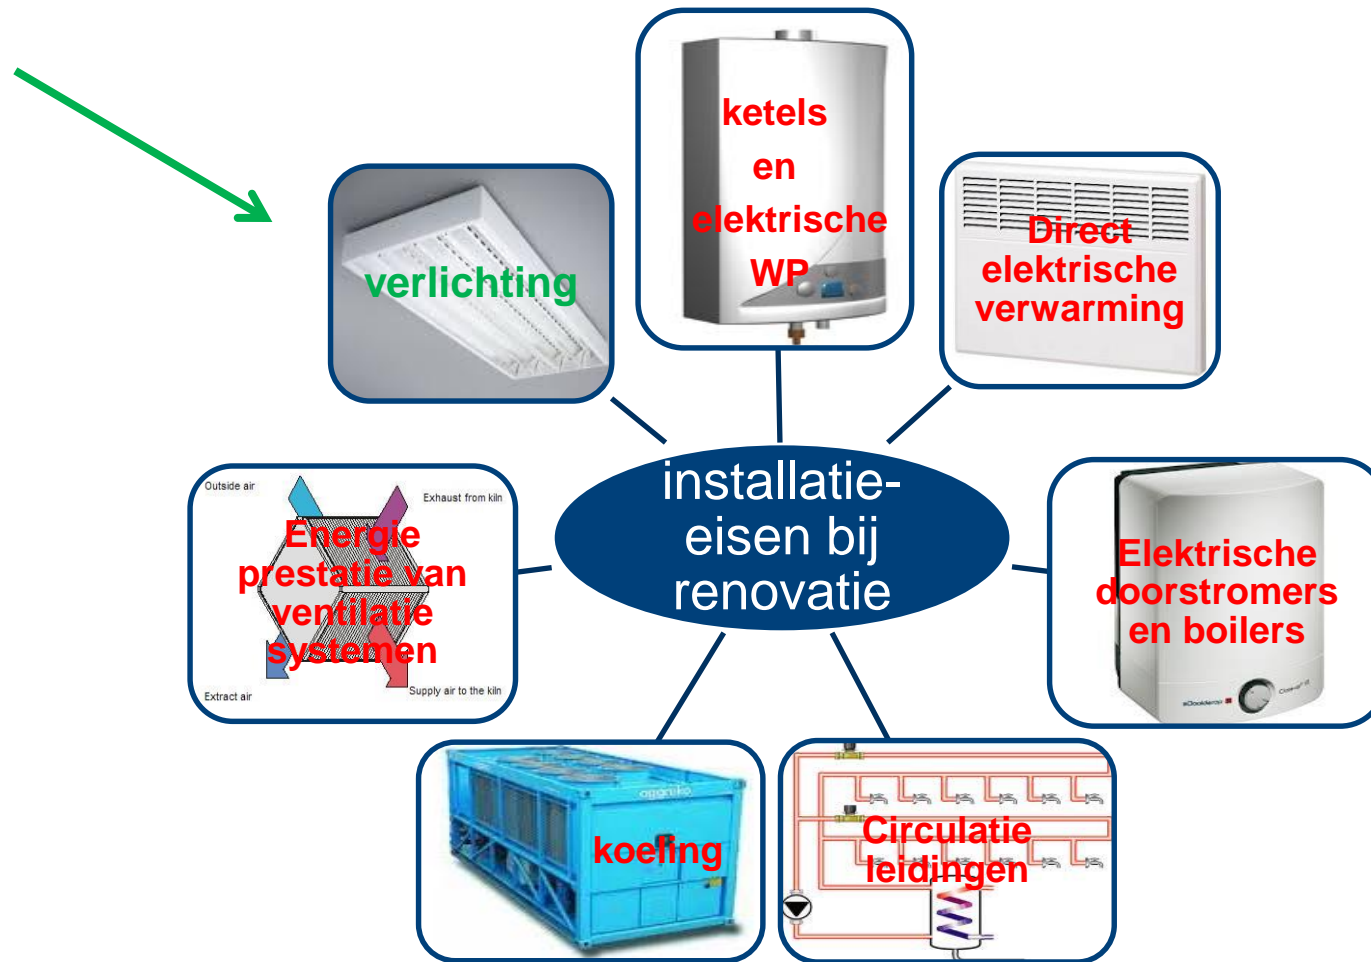 ketels
en
elektrische
WP
Direct
elektrische
verwarming
verlichting
installatie-
eisen bij
renovatie
Outside air
Exhaust from kiln
Energie
prestatie van
ventilatie
systemen
Extract air
Supply air to the kiln
Elektrische
doorstromers
en boilers
aggreko
koeling
Circulatie
leidingen